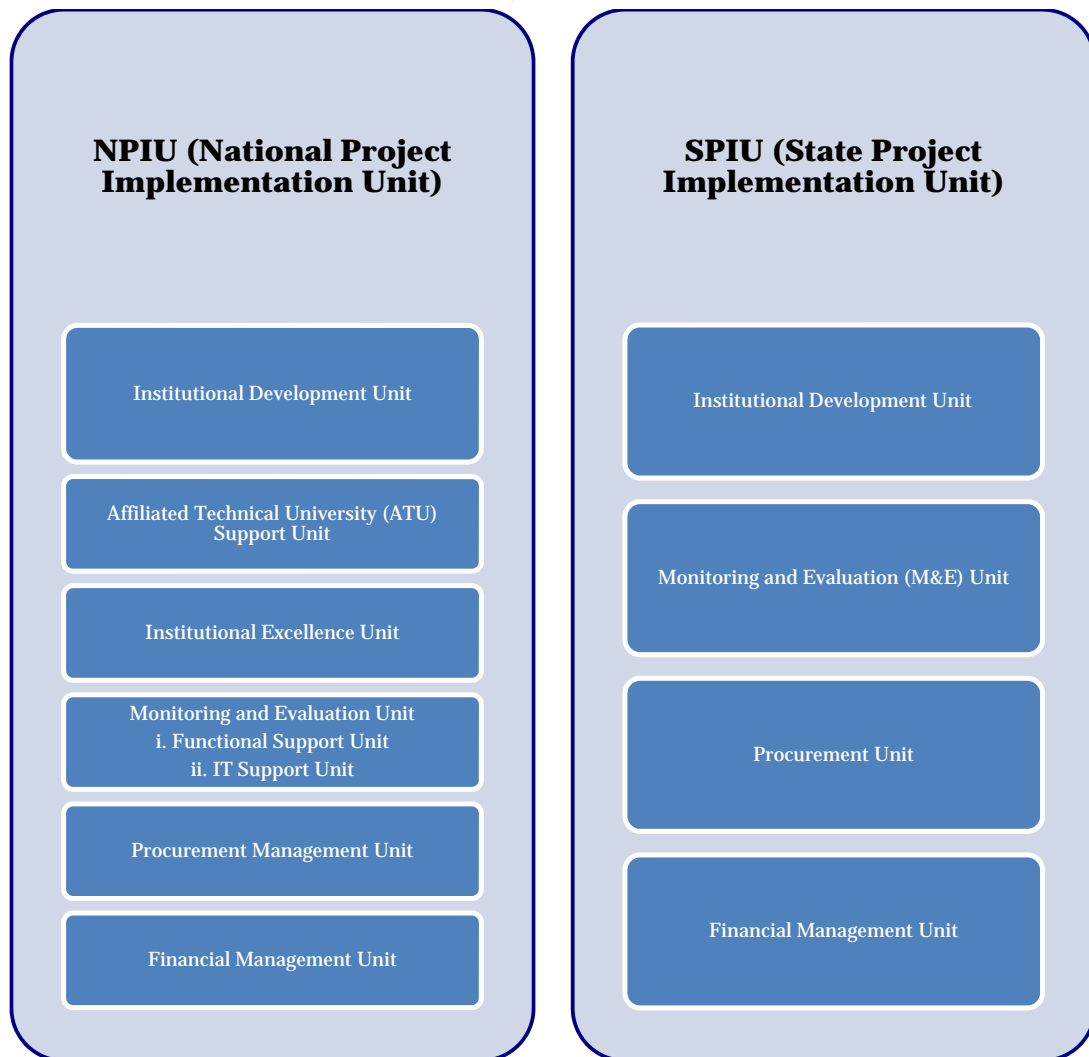 NPIU (National Project
Implementation Unit)
Institutional Development Unit
Affiliated Technical University (ATU)
Support Unit
Institutional Excellence Unit
Monitoring and Evaluation Unit
i. Functional Support Unit
ii. IT Support Unit
Procurement Management Unit
Financial Management Unit
SPIU (State Project
Implementation Unit)
Institutional Development Unit
Monitoring and Evaluation (M&E) Unit
Procurement Unit
Financial Management Unit